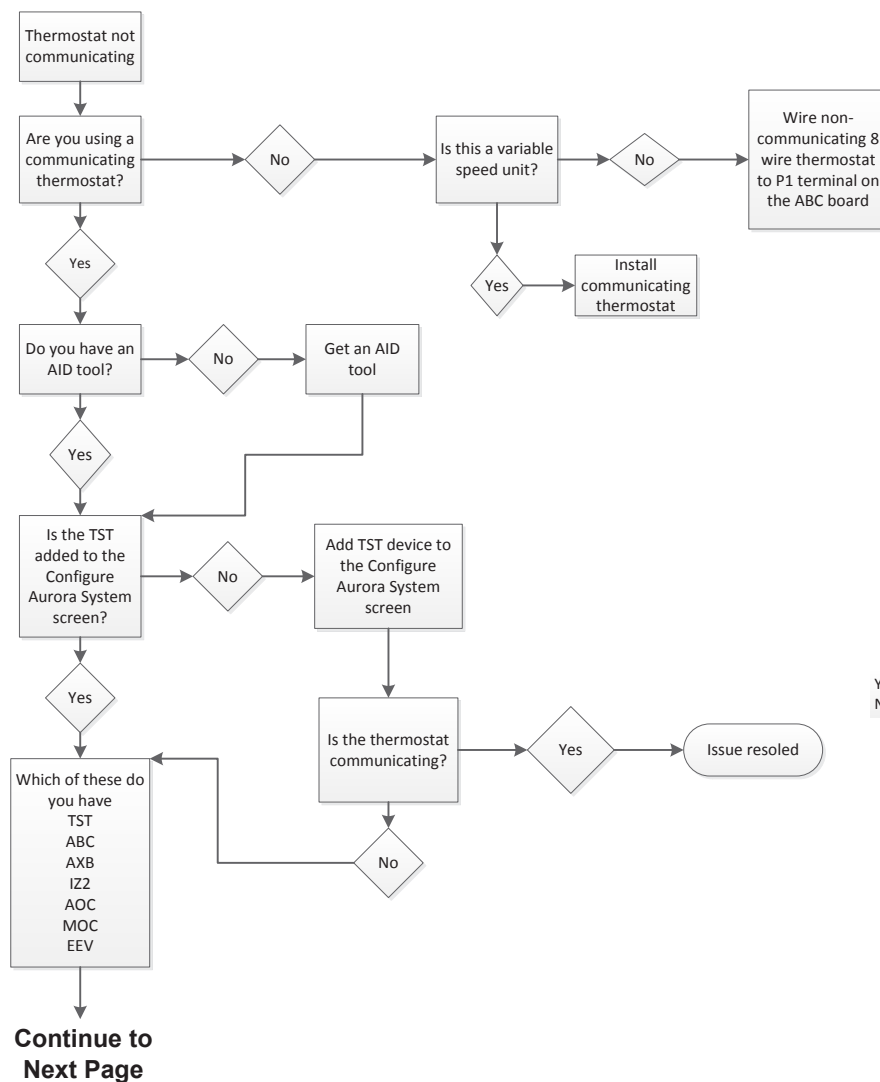 Thermostat not
communicating
Are you using a
communicating
thermostat?
No
Is this a variable
speed unit?
No
Wire non-
communicating 8
wire thermostat
to P1 terminal on
the ABC board
Yes
Yes
Install
communicating
thermostat
Do you have an
AID tool?
No
Get an AID
tool
Yes
Is the TST
added to the
Configure
Aurora System
screen?
No
Add TST device to
the Configure
Aurora System
screen
Yes
Is the thermostat
communicating?
Yes
Issue resoled
No
Which of these do
you have
TST
ABC
AXB
IZ2
AOC
MOC
EEV
Continue to
Next Page